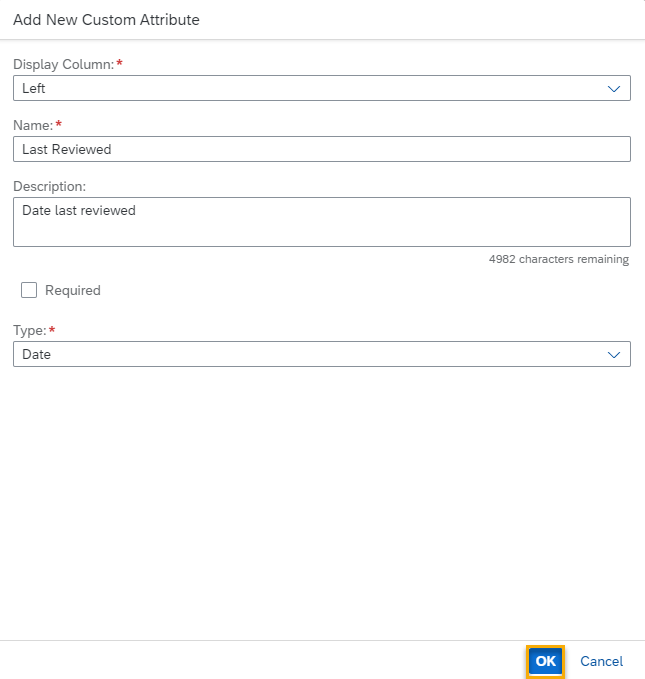 Add New Custom Attribute
Display Column:*
Left
Name:*
Last Reviewed
Description:
Date last reviewed
4982 characters remaining
Required
Type:*
Date
OK Cancel